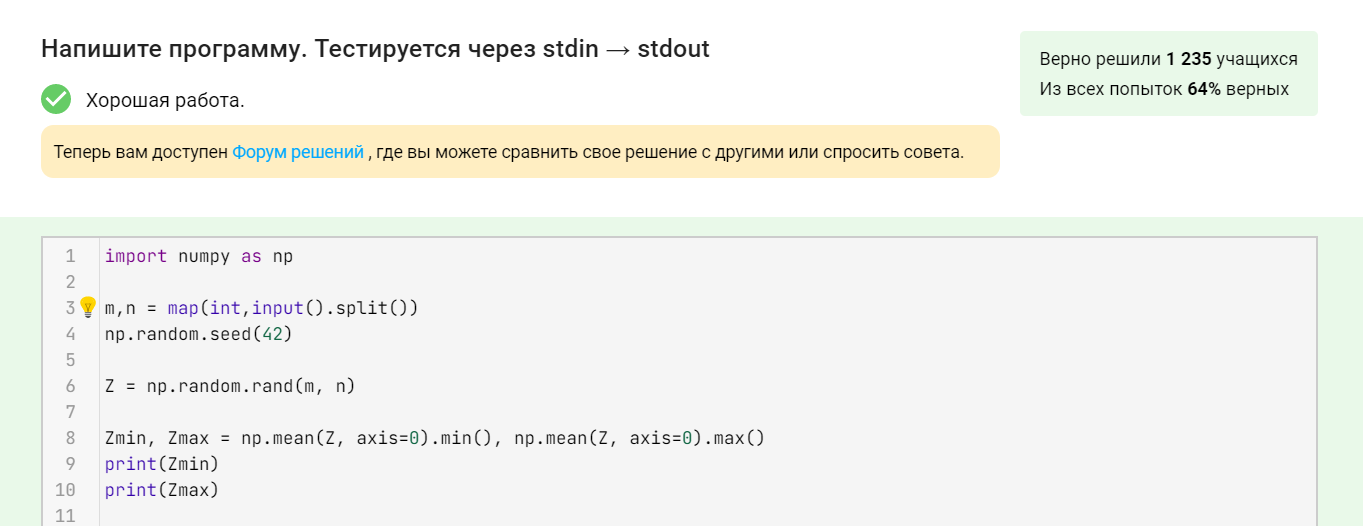 Напишите программу. Тестируется через stdin → stdout
Верно решили 1 235 учащихся
Из всех попыток 64% верных
Хорошая работа.
Теперь вам доступен Форум решений , где вы можете сравнить свое решение с другими или спросить совета.
1 import numpy as np
2
3 m,n = map(int,input().split())
4 np.random.seed(42)
5
6 Z = np.random.rand(m, n)
7
8 Zmin, Zmax = np.mean(Z, axis=0).min(), np.mean(Z, axis=0).max()
9 print(Zmin)
10 print(Zmax)
11